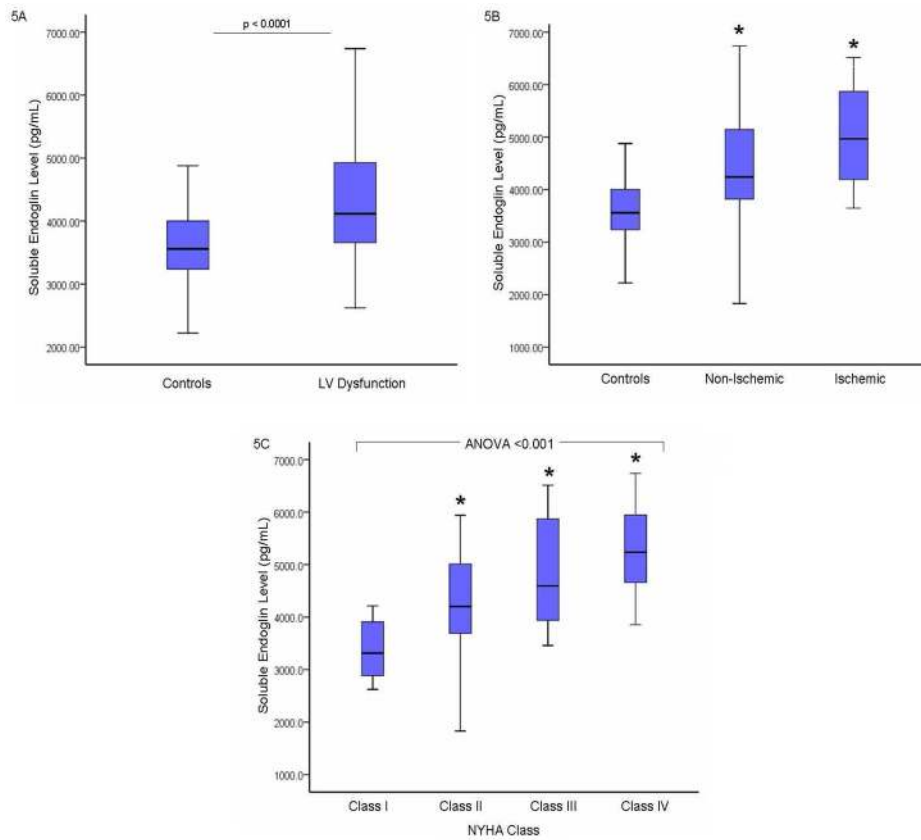 5A
p < 0.0001
Soluble Endoglin Level (pg/mL)
7000.00
6000.00
5000.00
4000.00
3000.00
2000.00
Controls
LV Dysfunction
5B
Soluble Endoglin Level (pg/mL)
7000.00
6000.00
5000.00
4000.00
3000.00
2000.00
1000.00
*
*
Controls
Non-Ischemic
Ischemic
5C
ANOVA <0.001
Soluble Endoglin Level (pg/mL)
7000.0
6000.0
5000.0
4000.0
3000.0
2000.0
1000.0
*
*
*
Class I
Class II
Class III
Class IV
NYHA Class